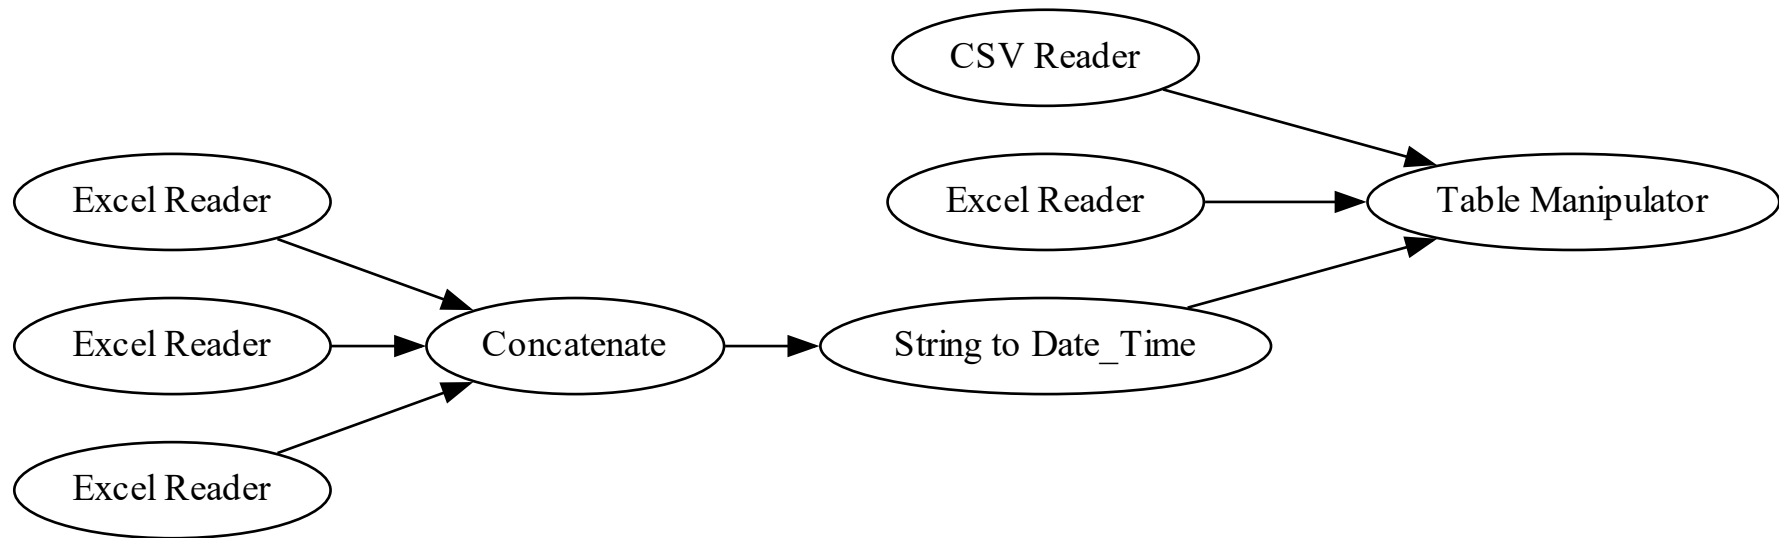 CSV Reader
Excel Reader
Excel Reader
Table Manipulator
Excel Reader
Concatenate
String to Date_Time
Excel Reader